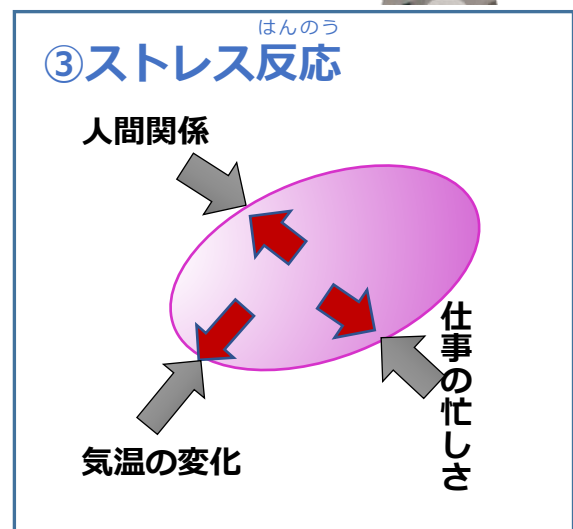 はんのう
③ストレス反応
人間関係
仕事の忙しさ
気温の変化